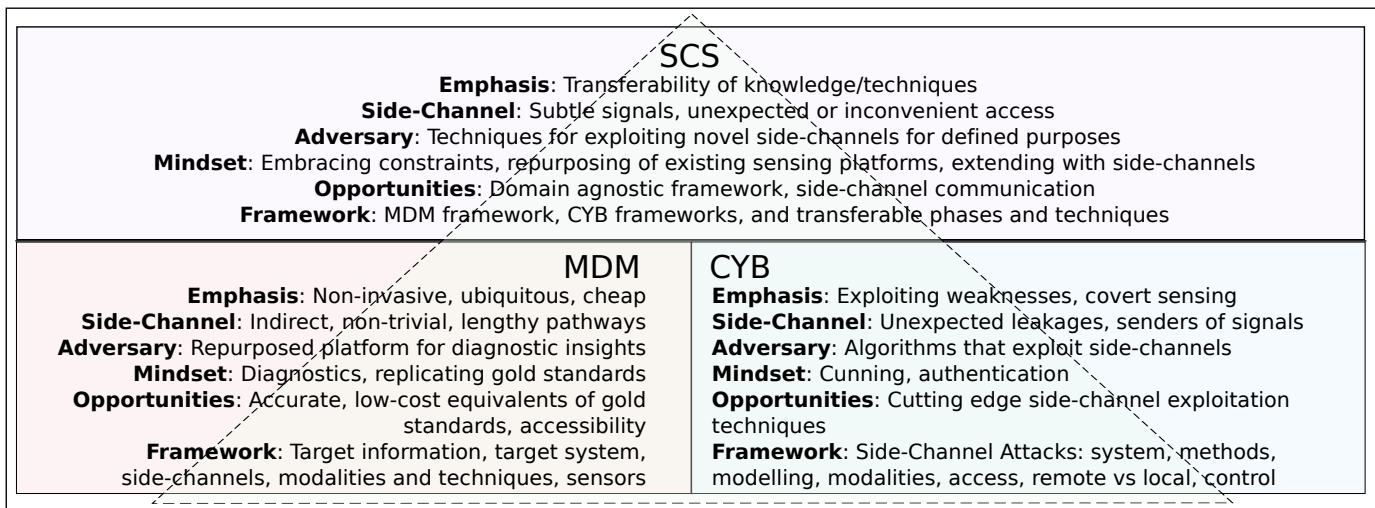 SCS
Emphasis: Transferability of knowledge/techniques
Side-Channel: Subtle signals, unexpected or inconvenient access
Adversary: Techniques for exploiting novel side-channels for defined purposes
Mindset: Embracing constraints, repurposing of existing sensing platforms, extending with side-channels
Opportunities: Domain agnostic framework, side-channel communication
Framework: MDM framework, CYB frameworks, and transferable phases and techniques
MDM
Emphasis: Non-invasive, ubiquitous, cheap
Side-Channel: Indirect, non-trivial, lengthy pathways
Adversary: Repurposed platform for diagnostic insights
Mindset: Diagnostics, replicating gold standards
Opportunities: Accurate, low-cost equivalents of gold
standards, accessibility
Framework: Target information, target system,
side-channels, modalities and techniques, sensors
CYB
Emphasis: Exploiting weaknesses, covert sensing
Side-Channel: Unexpected leakages, senders of signals
Adversary: Algorithms that exploit side-channels
Mindset: Cunning, authentication
Opportunities: Cutting edge side-channel exploitation
techniques
Framework: Side-Channel Attacks: system, methods,
modelling, modalities, access, remote vs local, control